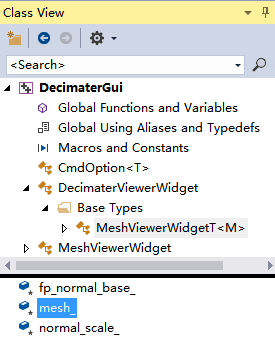 Class View
<Search>
DecimaterGui
Global Functions and Variables
Global Using Aliases and Typedefs
Macros and Constants
CmdOption<T>
DecimaterViewerWidget
Base Types
MeshViewerWidgetT<M>
MeshViewerWidget
fp_normal_base_
mesh_
normal_scale_